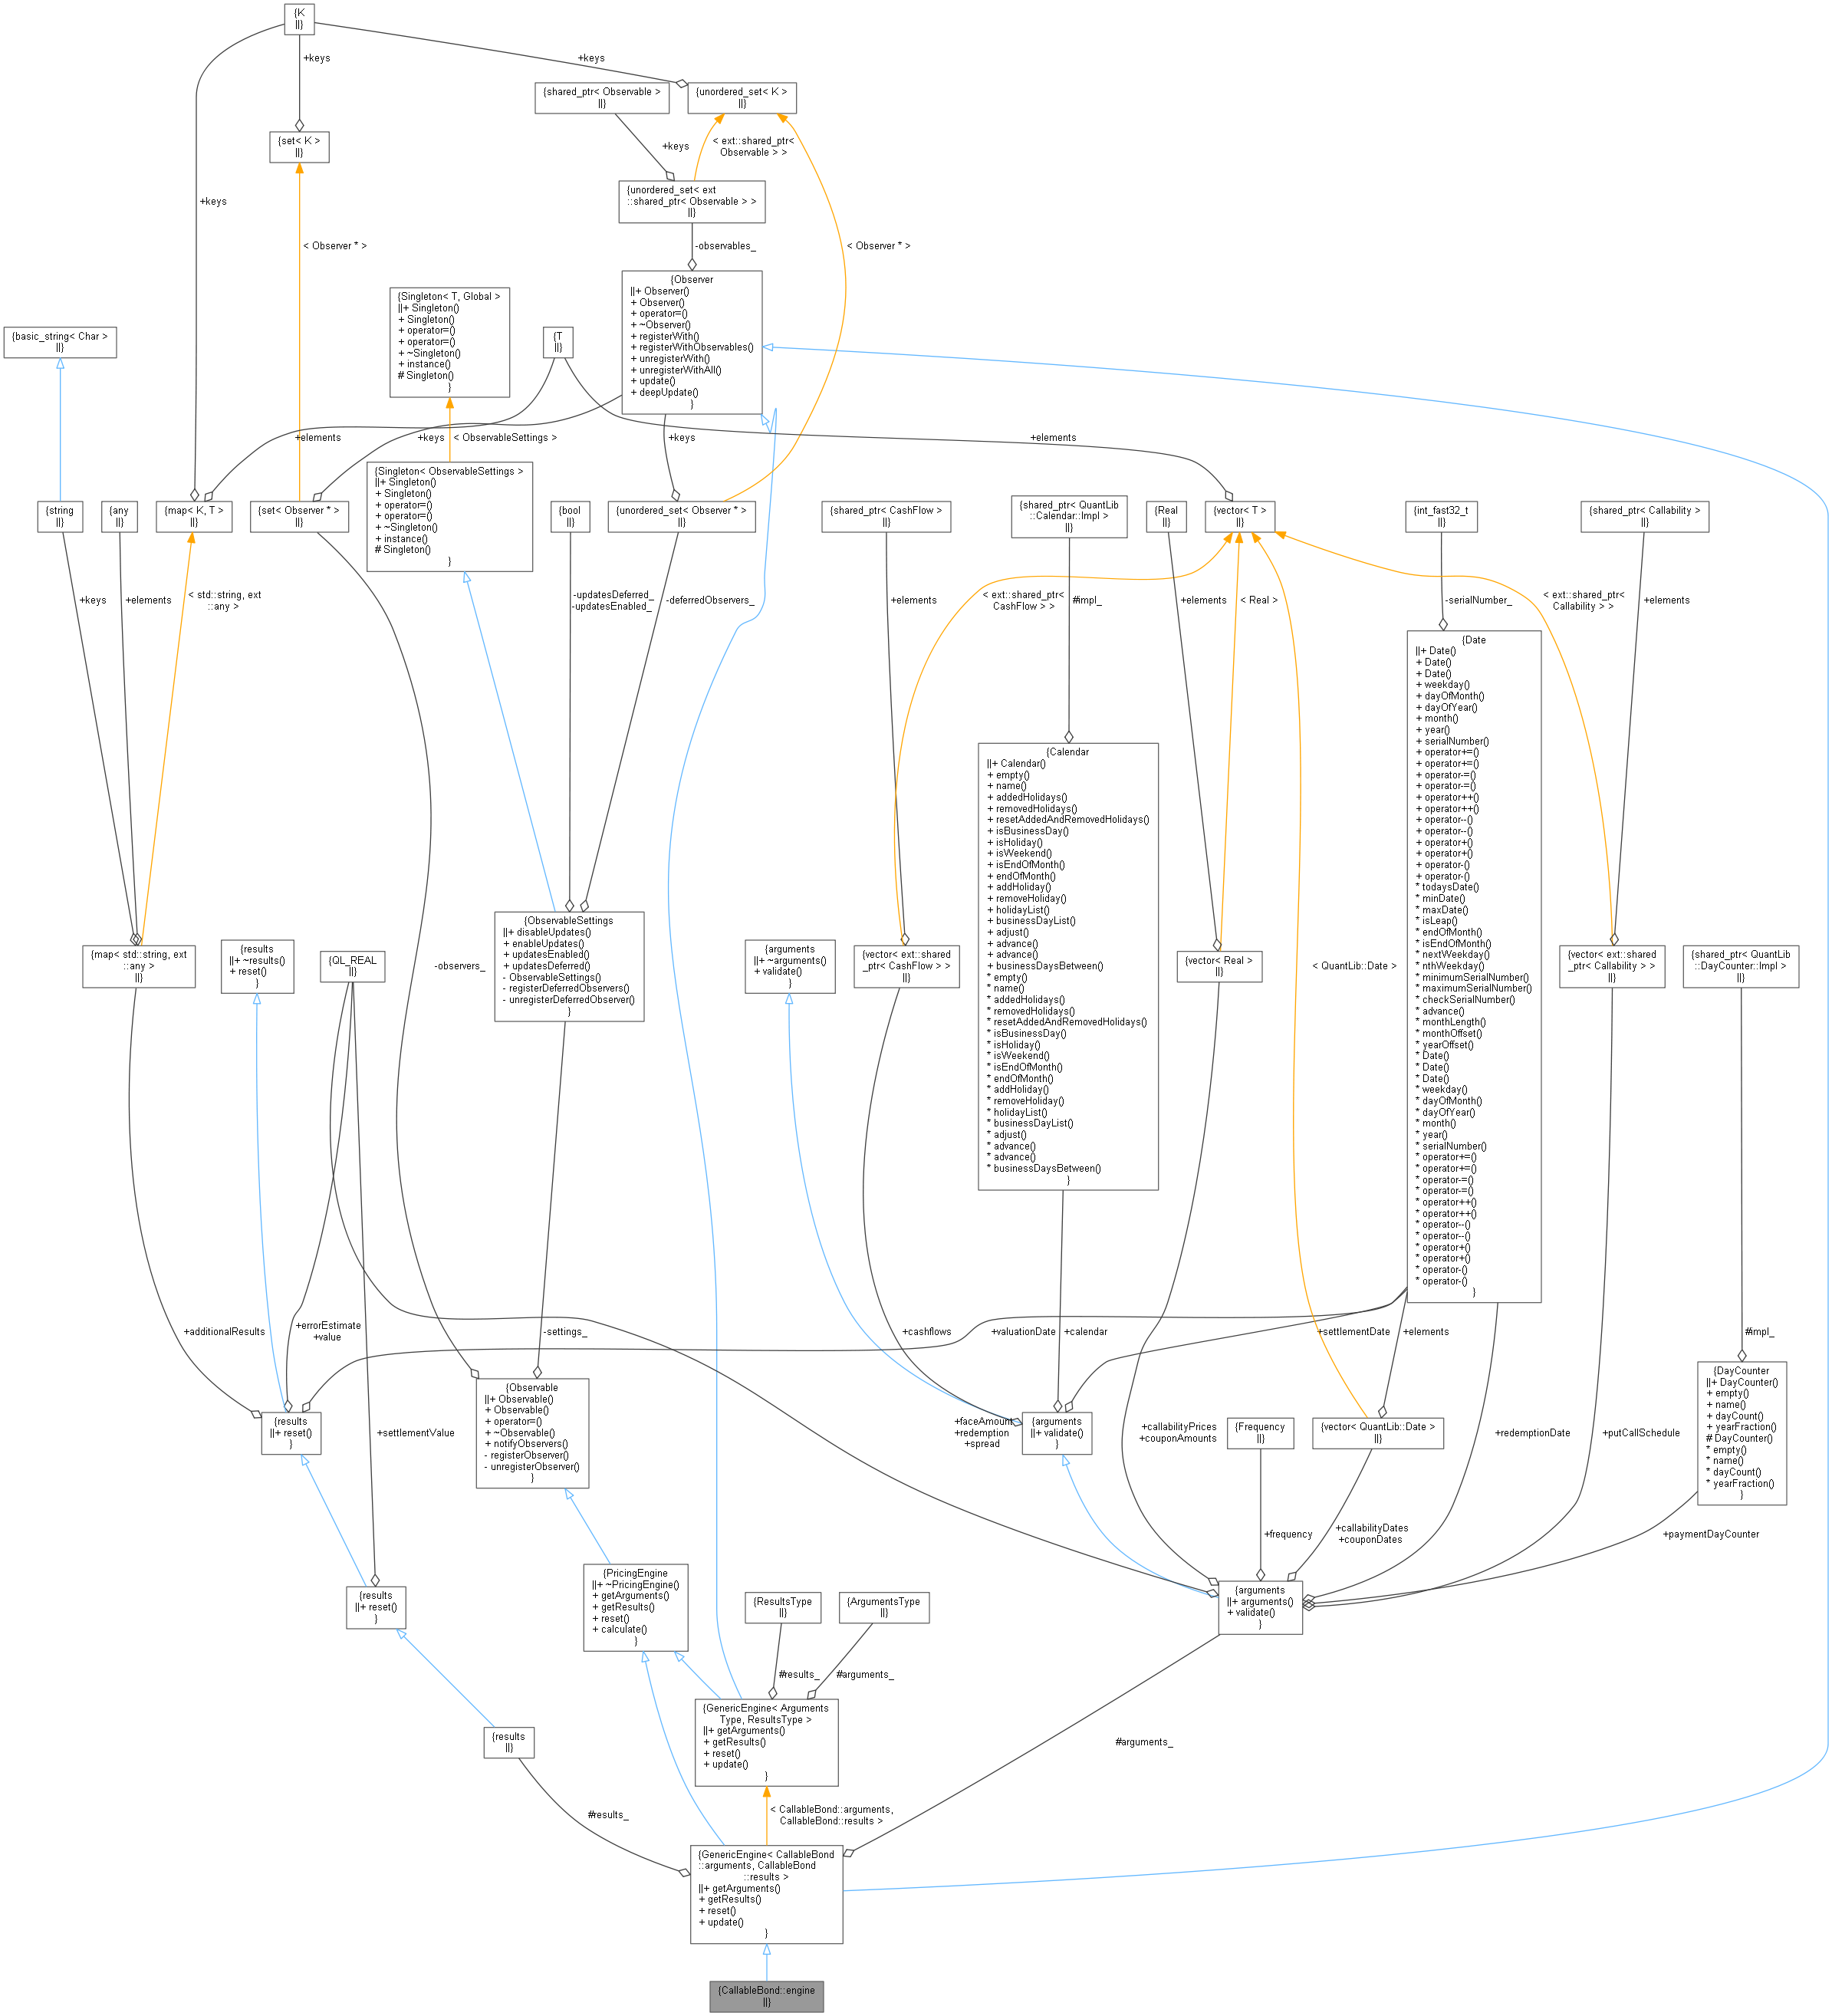 {K
||}
+keys
+keys
{shared_ptr< Observable >
||}
{unordered_set< K >
||}
{set< K >
||}
+keys
< ext::shared_ptr<
Observable > >
+keys
{unordered_set< ext
::shared_ptr< Observable > >
||}
< Observer * >
-observables_
< Observer * >
{Observer
||+ Observer()
+ Observer()
+ operator=()
+ ~Observer()
+ registerWith()
+ registerWithObservables()
+ unregisterWith()
+ unregisterWithAll()
+ update()
+ deepUpdate()
}
{Singleton< T, Global >
||+ Singleton()
+ Singleton()
+ operator=()
+ operator=()
+ ~Singleton()
+ instance()
# Singleton()
}
{basic_string< Char >
||}
{T
||}
+elements
+keys
< ObservableSettings >
+keys
+elements
{Singleton< ObservableSettings >
||+ Singleton()
+ Singleton()
+ operator=()
+ operator=()
+ ~Singleton()
+ instance()
# Singleton()
}
{string
||}
{any
||}
{map< K, T >
||}
{set< Observer * >
||}
{bool
||}
{unordered_set< Observer * >
||}
{shared_ptr< CashFlow >
||}
{shared_ptr< QuantLib
::Calendar::Impl >
||}
{Real
||}
{vector< T >
||}
{int_fast32_t
||}
{shared_ptr< Callability >
||}
+keys
+elements
< std::string, ext
::any >
-updatesDeferred_
-updatesEnabled_
-deferredObservers_
+elements
< ext::shared_ptr<
CashFlow > >
#impl_
+elements
< Real >
-serialNumber_
< ext::shared_ptr<
Callability > >
+elements
{Date
||+ Date()
+ Date()
+ Date()
+ weekday()
+ dayOfMonth()
+ dayOfYear()
+ month()
+ year()
+ serialNumber()
+ operator+=()
+ operator+=()
+ operator-=()
+ operator-=()
+ operator++()
+ operator++()
+ operator--()
+ operator--()
+ operator+()
+ operator+()
+ operator-()
+ operator-()
* todaysDate()
* minDate()
* maxDate()
* isLeap()
* endOfMonth()
* isEndOfMonth()
* nextWeekday()
* nthWeekday()
* minimumSerialNumber()
* maximumSerialNumber()
* checkSerialNumber()
* advance()
* monthLength()
* monthOffset()
* yearOffset()
* Date()
* Date()
* Date()
* weekday()
* dayOfMonth()
* dayOfYear()
* month()
* year()
* serialNumber()
* operator+=()
* operator+=()
* operator-=()
* operator-=()
* operator++()
* operator++()
* operator--()
* operator--()
* operator+()
* operator+()
* operator-()
* operator-()
}
{Calendar
||+ Calendar()
+ empty()
+ name()
+ addedHolidays()
+ removedHolidays()
+ resetAddedAndRemovedHolidays()
+ isBusinessDay()
+ isHoliday()
+ isWeekend()
+ isEndOfMonth()
+ endOfMonth()
+ addHoliday()
+ removeHoliday()
+ holidayList()
+ businessDayList()
+ adjust()
+ advance()
+ advance()
+ businessDaysBetween()
* empty()
* name()
* addedHolidays()
* removedHolidays()
* resetAddedAndRemovedHolidays()
* isBusinessDay()
* isHoliday()
* isWeekend()
* isEndOfMonth()
* endOfMonth()
* addHoliday()
* removeHoliday()
* holidayList()
* businessDayList()
* adjust()
* advance()
* advance()
* businessDaysBetween()
}
{map< std::string, ext
::any >
||}
{results
||+ ~results()
+ reset()
}
{QL_REAL
||}
-observers_
{ObservableSettings
||+ disableUpdates()
+ enableUpdates()
+ updatesEnabled()
+ updatesDeferred()
- ObservableSettings()
- registerDeferredObservers()
- unregisterDeferredObserver()
}
{arguments
||+ ~arguments()
+ validate()
}
{vector< ext::shared
_ptr< CashFlow > >
||}
{vector< Real >
||}
< QuantLib::Date >
{vector< ext::shared
_ptr< Callability > >
||}
{shared_ptr< QuantLib
::DayCounter::Impl >
||}
+additionalResults
+errorEstimate
+value
-settings_
+cashflows
+valuationDate
+calendar
+settlementDate
+elements
#impl_
{Observable
||+ Observable()
+ Observable()
+ operator=()
+ ~Observable()
+ notifyObservers()
- registerObserver()
- unregisterObserver()
}
{DayCounter
||+ DayCounter()
+ empty()
+ name()
+ dayCount()
+ yearFraction()
# DayCounter()
* empty()
* name()
* dayCount()
* yearFraction()
}
{results
||+ reset()
}
+settlementValue
+faceAmount
+redemption
+spread
{arguments
||+ validate()
}
+callabilityPrices
+couponAmounts
{Frequency
||}
{vector< QuantLib::Date >
||}
+redemptionDate
+putCallSchedule
+frequency
+callabilityDates
+couponDates
+paymentDayCounter
{results
||+ reset()
}
{PricingEngine
||+ ~PricingEngine()
+ getArguments()
+ getResults()
+ reset()
+ calculate()
}
{ResultsType
||}
{ArgumentsType
||}
{arguments
||+ arguments()
+ validate()
}
#results_
#arguments_
{GenericEngine< Arguments
Type, ResultsType >
||+ getArguments()
+ getResults()
+ reset()
+ update()
}
{results
||}
#arguments_
#results_
< CallableBond::arguments,
CallableBond::results >
{GenericEngine< CallableBond
::arguments, CallableBond
::results >
||+ getArguments()
+ getResults()
+ reset()
+ update()
}
{CallableBond::engine
||}